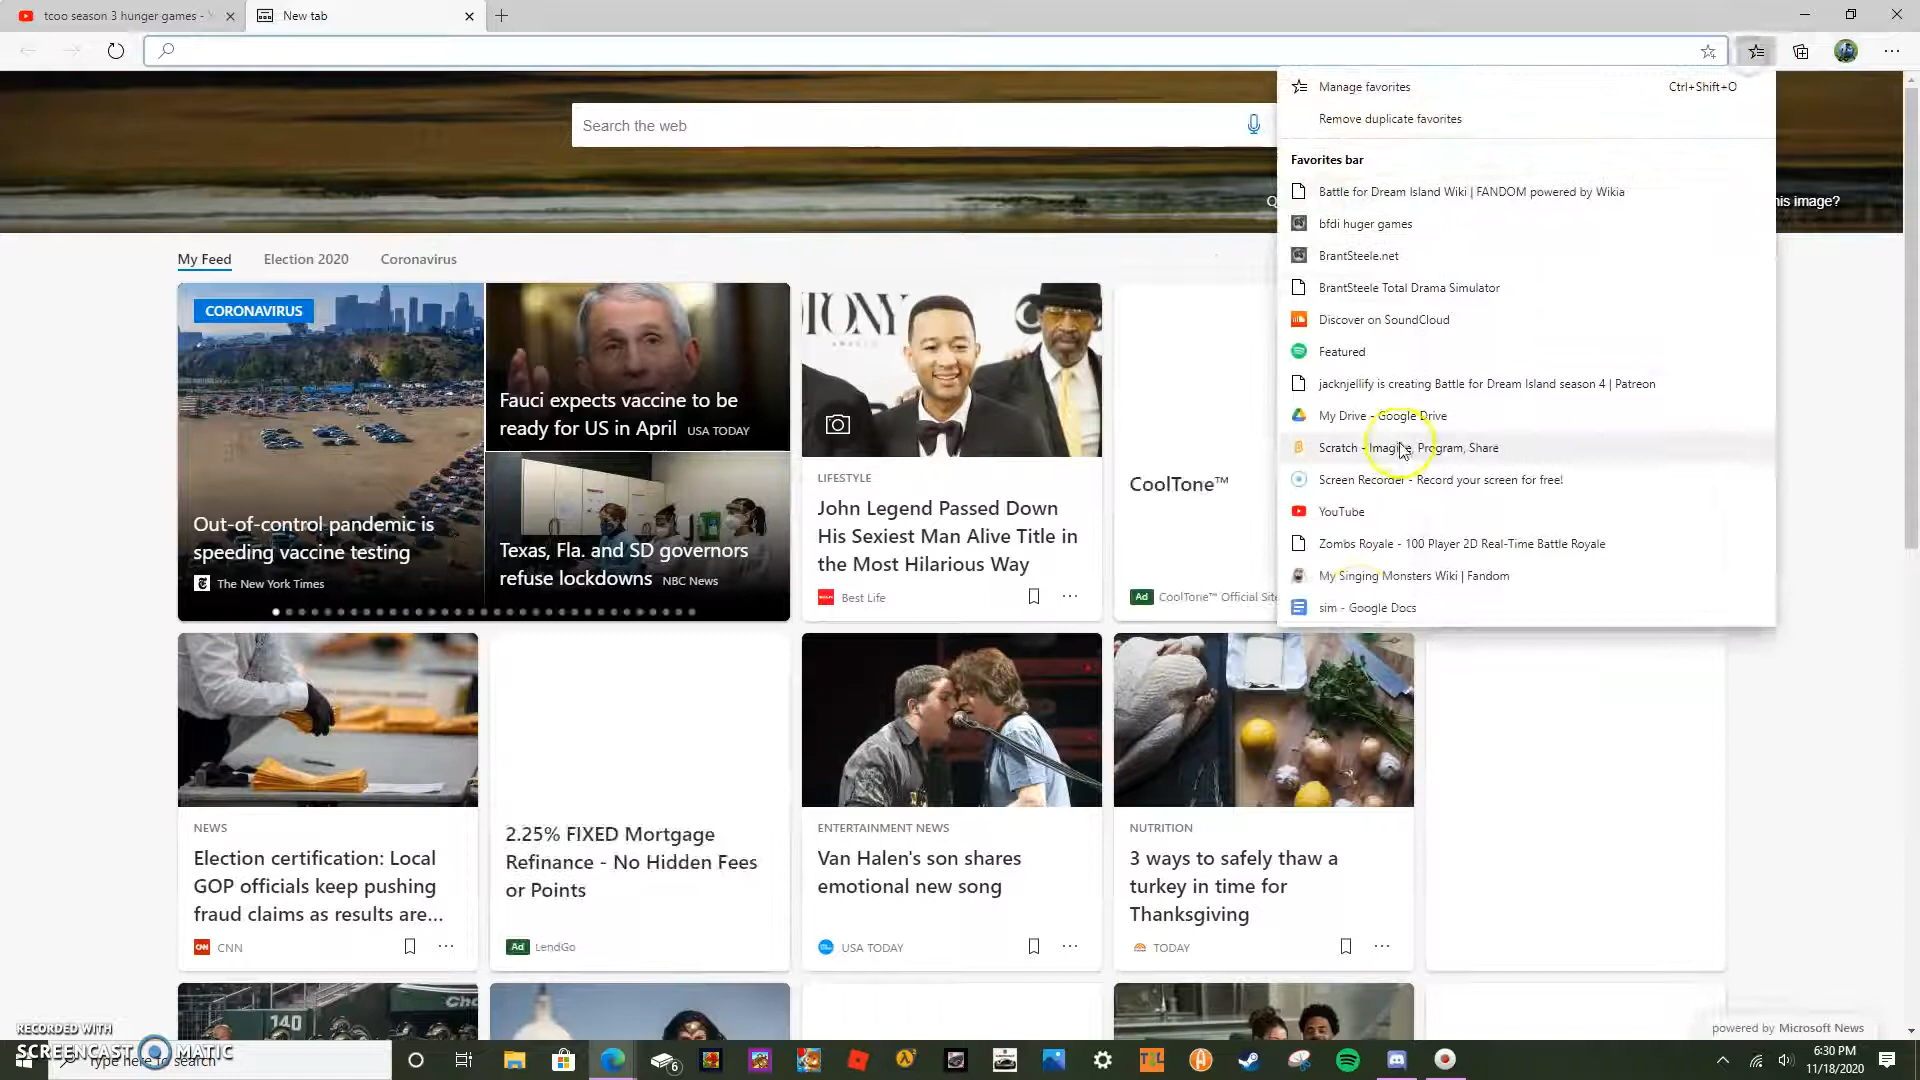 tcoo season 3 hunger games -
New tab
Manage favorites
Ctrl+Shift+O
Remove duplicate favorites
Search the web
Favorites bar
Battle for Dream Island Wiki | FANDOM powered by Wikia
his image?
bfdi huger games
BrantSteele.net
My Feed
Election 2020
Coronavirus
BrantSteele Total Drama Simulator
CORONAVIRUS
Discover on SoundCloud
Featured
jacknjellify is creating Battle for Dream Island season 4 | Patreon
Fauci expects vaccine to be
ready for US in April USA TODAY
My Drive - Google Drive
Scratch - Imagine, Program, Share
LIFESTYLE
CoolTone™
Screen Recorder - Record your screen for free!
John Legend Passed Down
His Sexiest Man Alive Title in
the Most Hilarious Way
YouTube
Out-of-control pandemic is
speeding vaccine testing
Texas, Fla. and SD governors
refuse lockdowns NBC News
Zombs Royale - 100 Player 2D Real-Time Battle Royale
My Singing Monsters Wiki | Fandom
The New York Times
Best Life
Ad CoolTone™ Official Site
sim - Google Docs
NEWS
Election certification: Local
GOP officials keep pushing
fraud claims as results are...
CNN
2.25% FIXED Mortgage
Refinance - No Hidden Fees
or Points
Ad LendGo
ENTERTAINMENT NEWS
Van Halen's son shares
emotional new song
USA TODAY
NUTRITION
3 ways to safely thaw a
turkey in time for
Thanksgiving
TODAY
140
powered by Microsoft News
RECORDED WITH
SCREENCAST MATIC
Type here to search
6
6:30 PM
11/18/2020